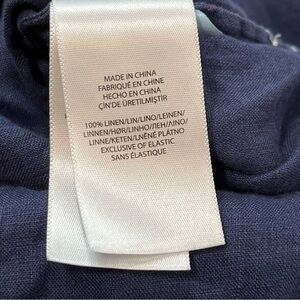 MADE IN CHINA
FABRIQUÉ EN CHINE
HECHO EN CHINA
ÇİN'DE ÜRETİLMİŞTİR
100% LINEN/LIN/LINO/LEINEN/
LINNEN/HØR/LINHO/ЛЕН/ΛΙΝΟ/
LINNE/KETEN/LNĚNÉ PLÁTNO
EXCLUSIVE OF ELASTIC
SANS ÉLASTIQUE